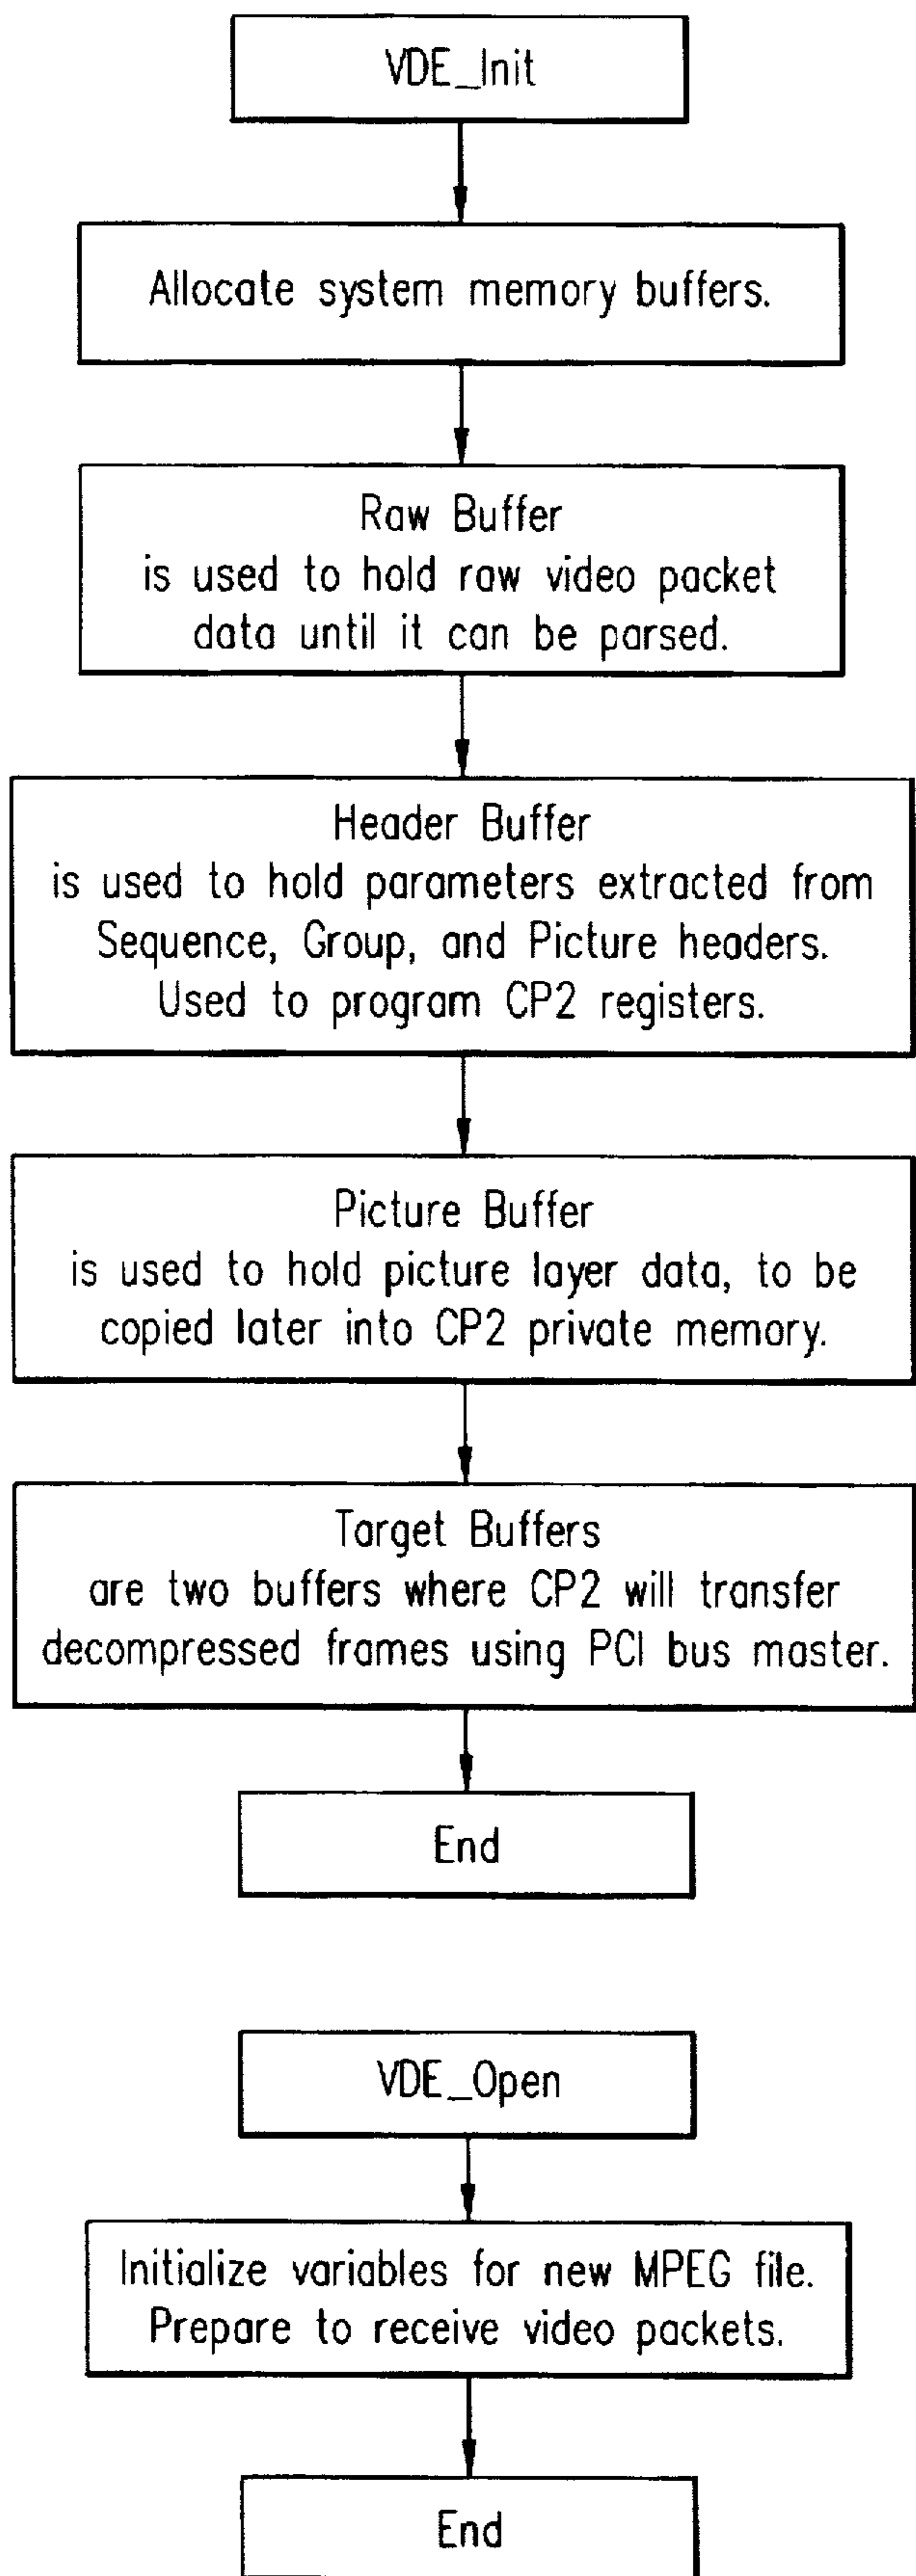 VDE_Init
Allocate system memory buffers.
Raw Buffer
is used to hold raw video packet
data until it can be parsed.
Header Buffer
is used to hold parameters extracted from
Sequence, Group, and Picture headers.
Used to program CP2 registers.
Picture Buffer
is used to hold picture layer data, to be
copied later into CP2 private memory.
Target Buffers
are two buffers where CP2 will transfer
decompressed frames using PCI bus master.
End
VDE_Open
Initialize variables for new MPEG file.
Prepare to receive video packets.
End